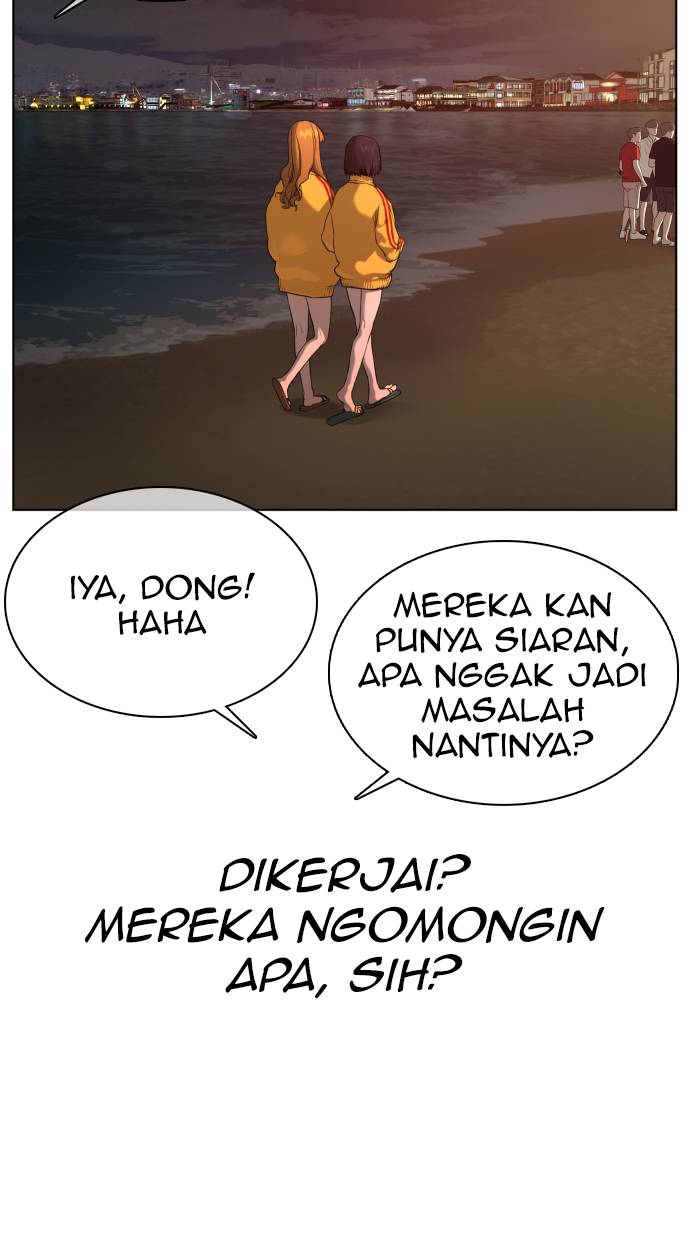 IYA, DONG!
HAHA
MEREKA KAN
PUNYA SIARAN,
APA NGGAK JADI
MASALAH
NANTINYA?
DIKERJAI?
MEREKA NGOMONGIN
APA, SIH?